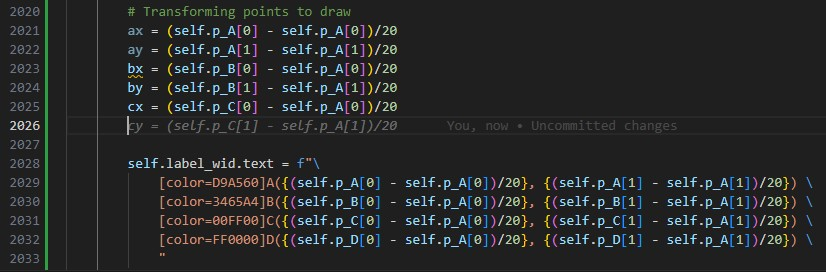 2020 # Transforming points to draw
2021 ax = (self.p_A[0] - self.p_A[0])/20
2022 ay = (self.p_A[1] - self.p_A[1])/20
2023 bx = (self.p_B[0] - self.p_A[0])/20
2024 by = (self.p_B[1] - self.p_A[1])/20
2025 cx = (self.p_C[0] - self.p_A[0])/20
2026 cy = (self.p_C[1] - self.p_A[1])/20 You, now • Uncommitted changes
2027
2028 self.label_wid.text = f"\
2029 [color=D9A560]A({(self.p_A[0] - self.p_A[0])/20}, {(self.p_A[1] - self.p_A[1])/20}) \
2030 [color=3465A4]B({(self.p_B[0] - self.p_A[0])/20}, {(self.p_B[1] - self.p_A[1])/20}) \
2031 [color=00FF00]C({(self.p_C[0] - self.p_A[0])/20}, {(self.p_C[1] - self.p_A[1])/20}) \
2032 [color=FF0000]D({(self.p_D[0] - self.p_A[0])/20}, {(self.p_D[1] - self.p_A[1])/20}) \
2033 "